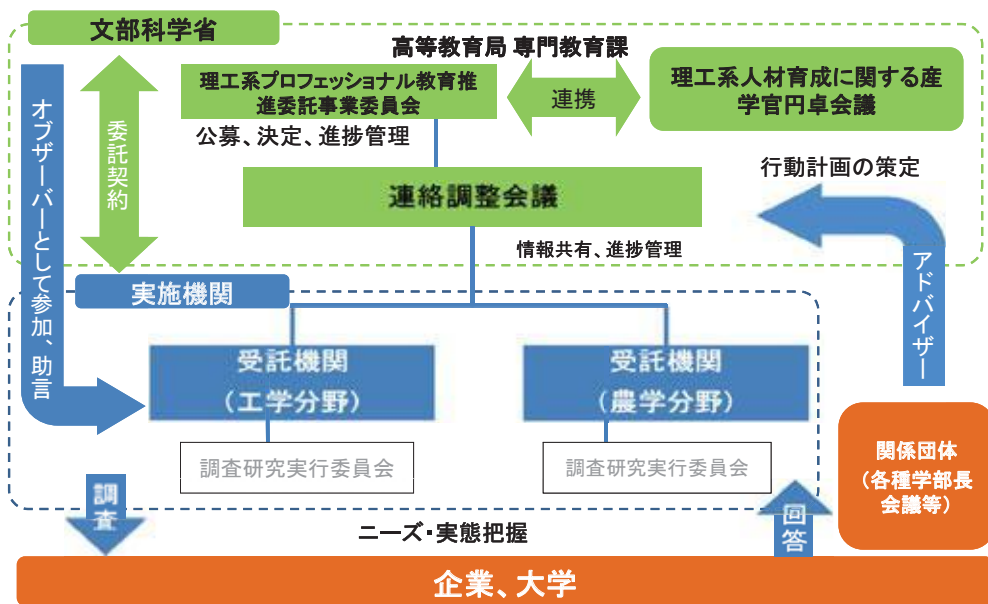 文部科学省
高等教育局 専門教育課
理工系プロフェッショナル教育推
進委託事業委員会
連携
理工系人材育成に関する産
学官円卓会議
公募、決定、進捗管理
委託契約
オブザーバーとして参加、助言
行動計画の策定
連絡調整会議
情報共有、進捗管理
アドバイザー
実施機関
受託機関
(工学分野)
受託機関
(農学分野)
調査研究実行委員会
調査研究実行委員会
関係団体
(各種学部長
会議等)
調査
ニーズ・実態把握
回答
企業、大学